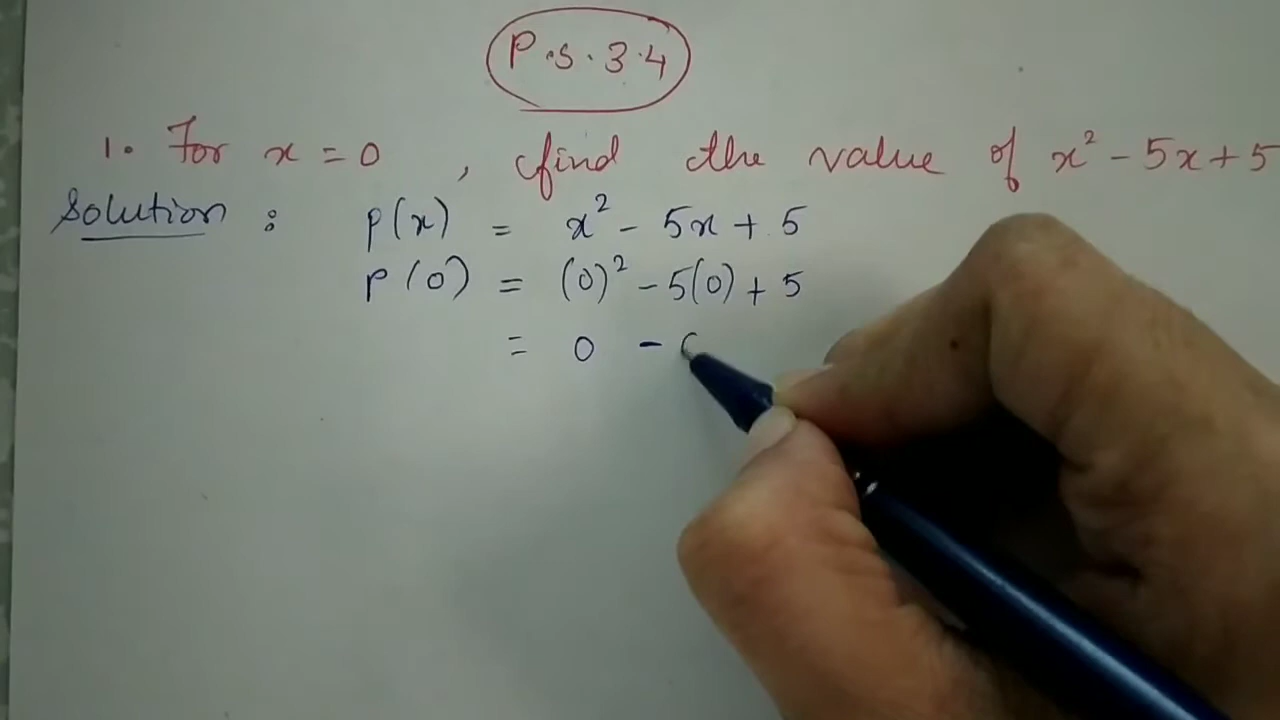 P.S.3.4
1. For x = 0, find the value of x² - 5x + 5
Solution : p(x) = x² - 5x + 5
p(0) = (0)² - 5(0) + 5
= 0 -